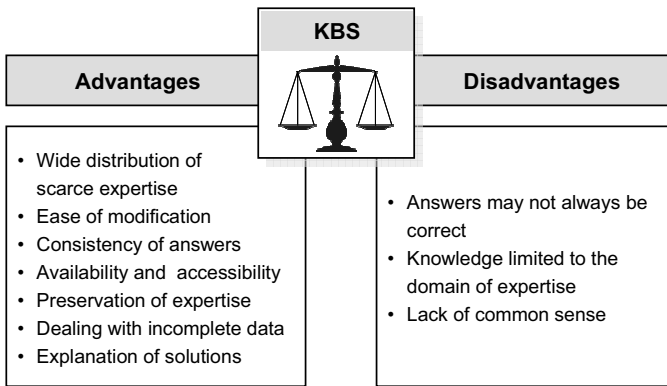 KBS
Advantages
Disadvantages
• Wide distribution of
scarce expertise
• Ease of modification
• Consistency of answers
• Availability and accessibility
• Preservation of expertise
• Dealing with incomplete data
• Explanation of solutions
• Answers may not always be
correct
• Knowledge limited to the
domain of expertise
• Lack of common sense